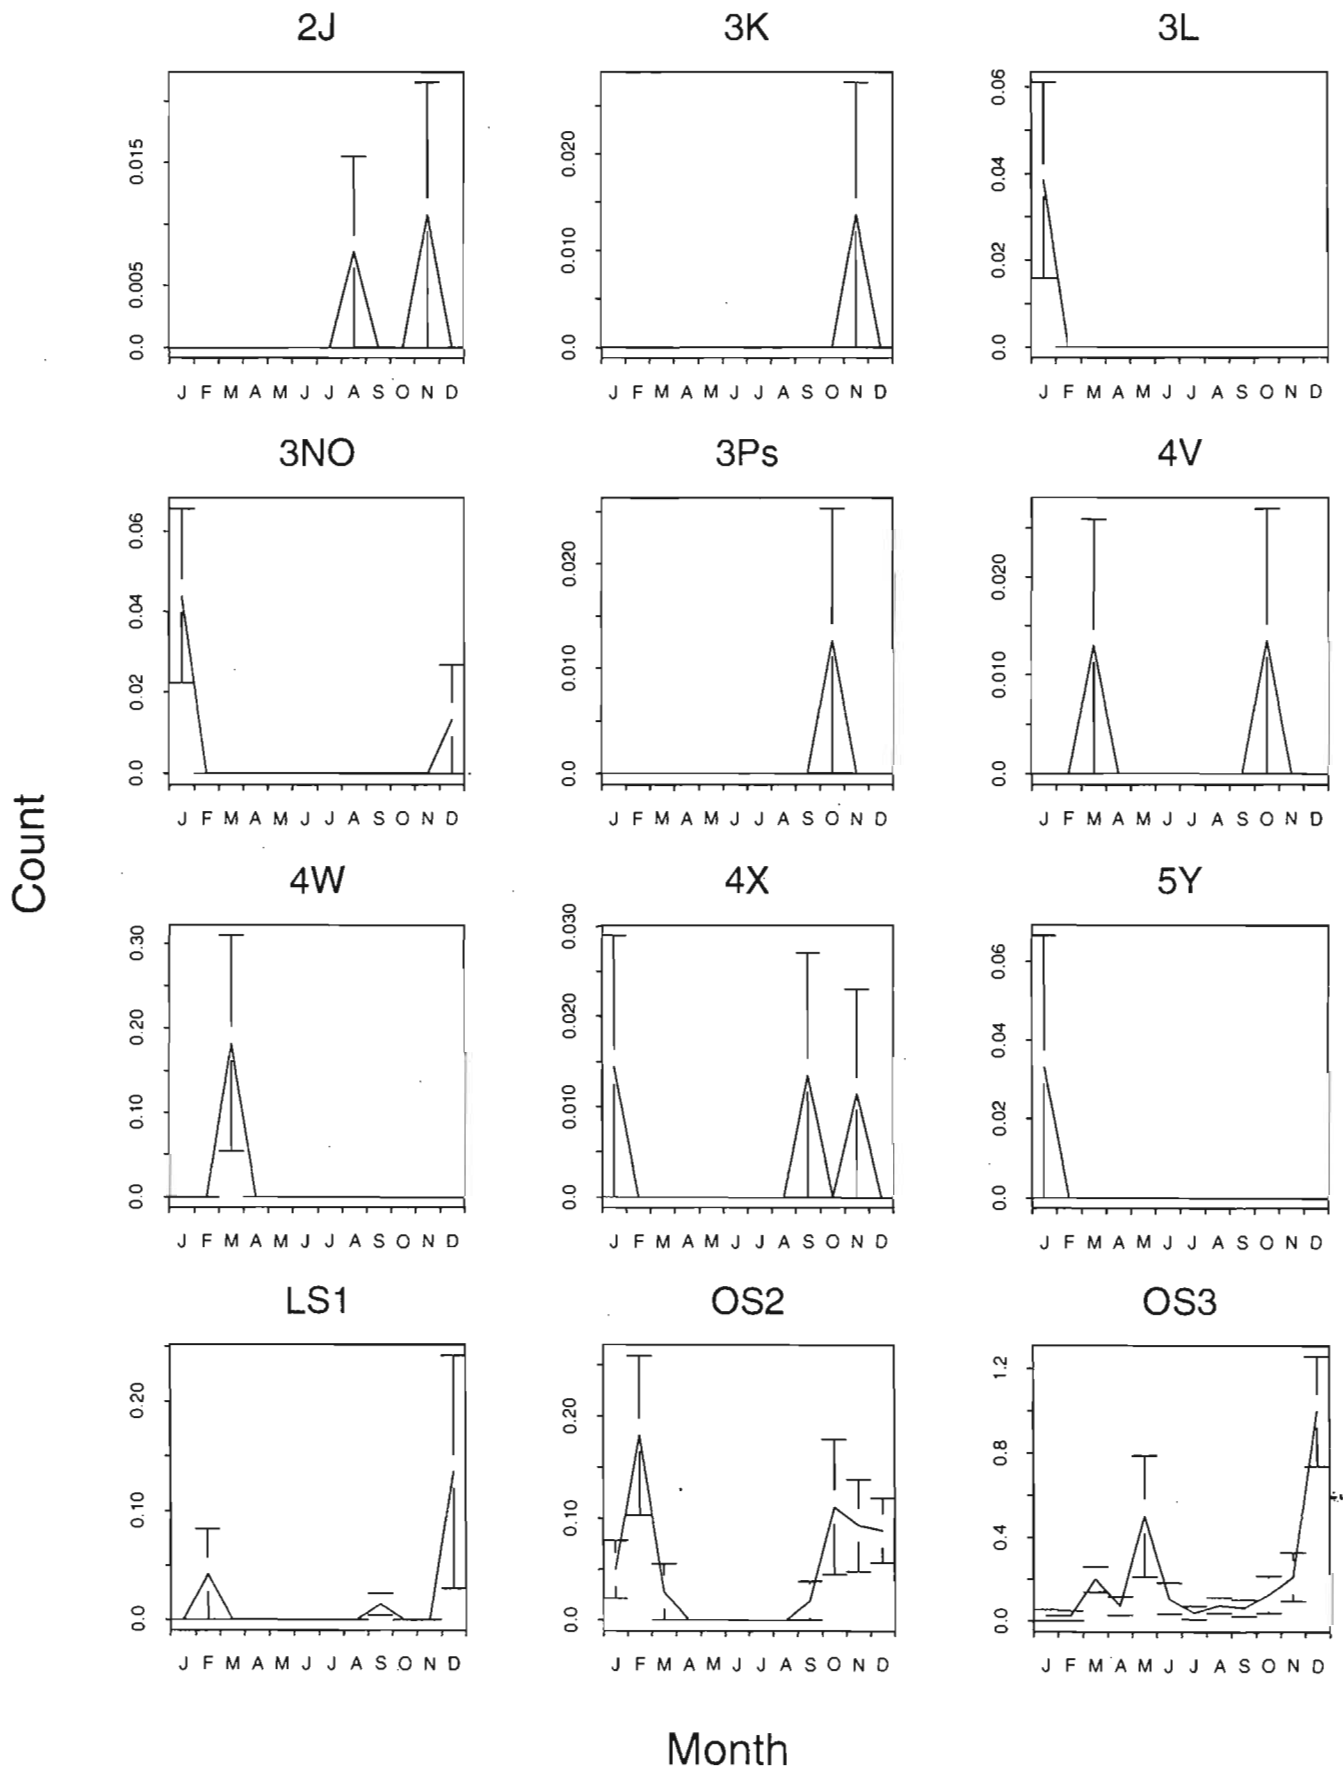 2J 3K 3L
0.0 0.005 0.015
0.0 0.010 0.020
0.0 0.02 0.04 0.06
J F M A M J J A S O N D
J F M A M J J A S O N D
J F M A M J J A S O N D
3NO 3Ps 4V
0.0 0.02 0.04 0.06
0.0 0.010 0.020
0.0 0.010 0.020
J F M A M J J A S O N D
J F M A M J J A S O N D
J F M A M J J A S O N D
Count
4W 4X 5Y
0.0 0.10 0.20 0.30
0.0 0.010 0.020 0.030
0.0 0.02 0.04 0.06
J F M A M J J A S O N D
J F M A M J J A S O N D
J F M A M J J A S O N D
LS1 OS2 OS3
0.0 0.10 0.20
0.0 0.10 0.20
0.0 0.4 0.8 1.2
J F M A M J J A S O N D
J F M A M J J A S O N D
J F M A M J J A S O N D
Month